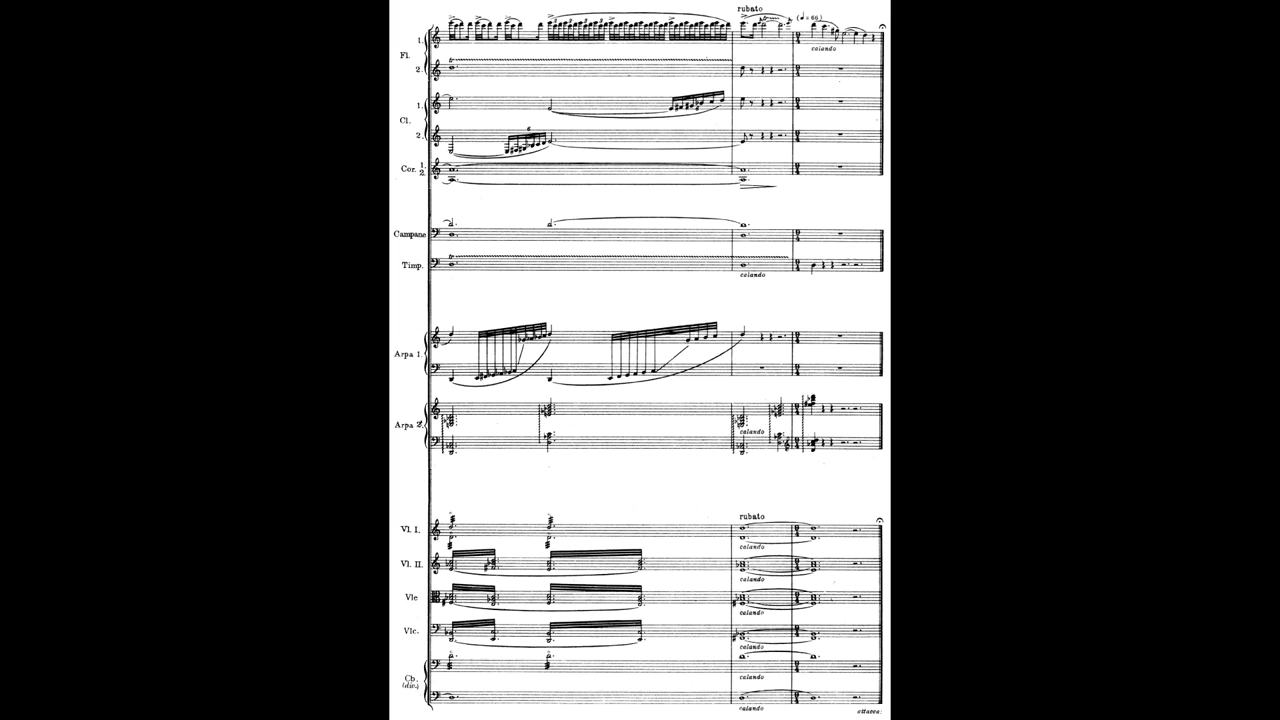 rubato
(♩= 66)
1.
calando
Fl.
2.
1.
6
Cl.
2.
Cor. 1.
2.
Campane
Timp.
calando
Arpa 1.
Arpa 2.
calando
rubato
Vl. I.
calando
Vl. II.
calando
Vle
calando
Vlc.
calando
Cb.
(div.)
calando
calando
attacca: